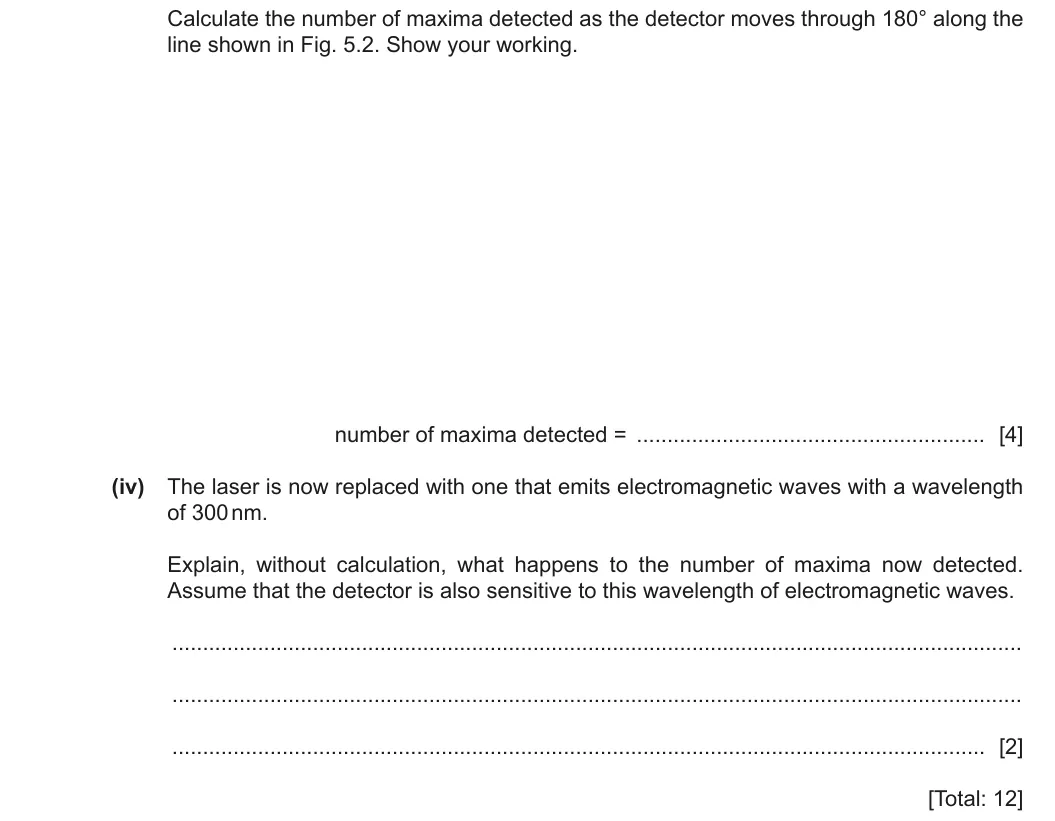 Calculate the number of maxima detected as the detector moves through 180° along the
line shown in Fig. 5.2. Show your working.
number of maxima detected = ......................................................... [4]
(iv) The laser is now replaced with one that emits electromagnetic waves with a wavelength
of 300 nm.
Explain, without calculation, what happens to the number of maxima now detected.
Assume that the detector is also sensitive to this wavelength of electromagnetic waves.
...........................................................................................................................................
...........................................................................................................................................
..................................................................................................................................... [2]
[Total: 12]